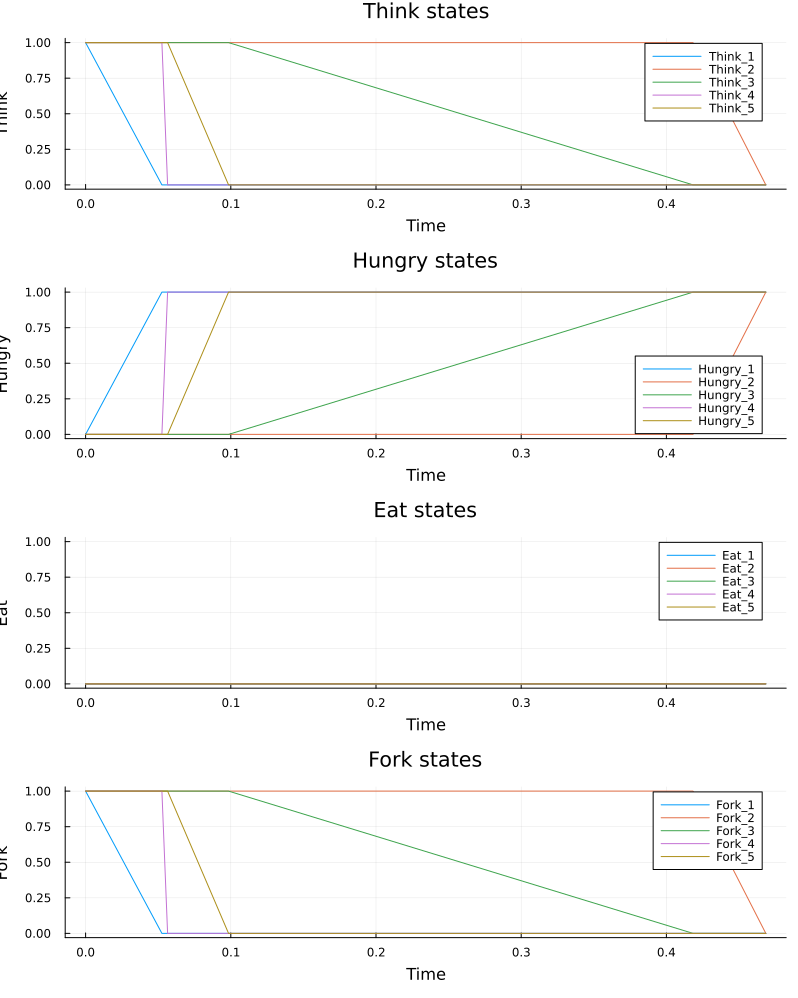 Think states
1.00
0.75
0.50
0.25
0.00
Think
Think_1
Think_2
Think_3
Think_4
Think_5
0.0 0.1 0.2 0.3 0.4
Time
Hungry states
1.00
0.75
0.50
0.25
0.00
Hungry
Hungry_1
Hungry_2
Hungry_3
Hungry_4
Hungry_5
0.0 0.1 0.2 0.3 0.4
Time
Eat states
1.00
0.75
0.50
0.25
0.00
Eat
Eat_1
Eat_2
Eat_3
Eat_4
Eat_5
0.0 0.1 0.2 0.3 0.4
Time
Fork states
1.00
0.75
0.50
0.25
0.00
Fork
Fork_1
Fork_2
Fork_3
Fork_4
Fork_5
0.0 0.1 0.2 0.3 0.4
Time